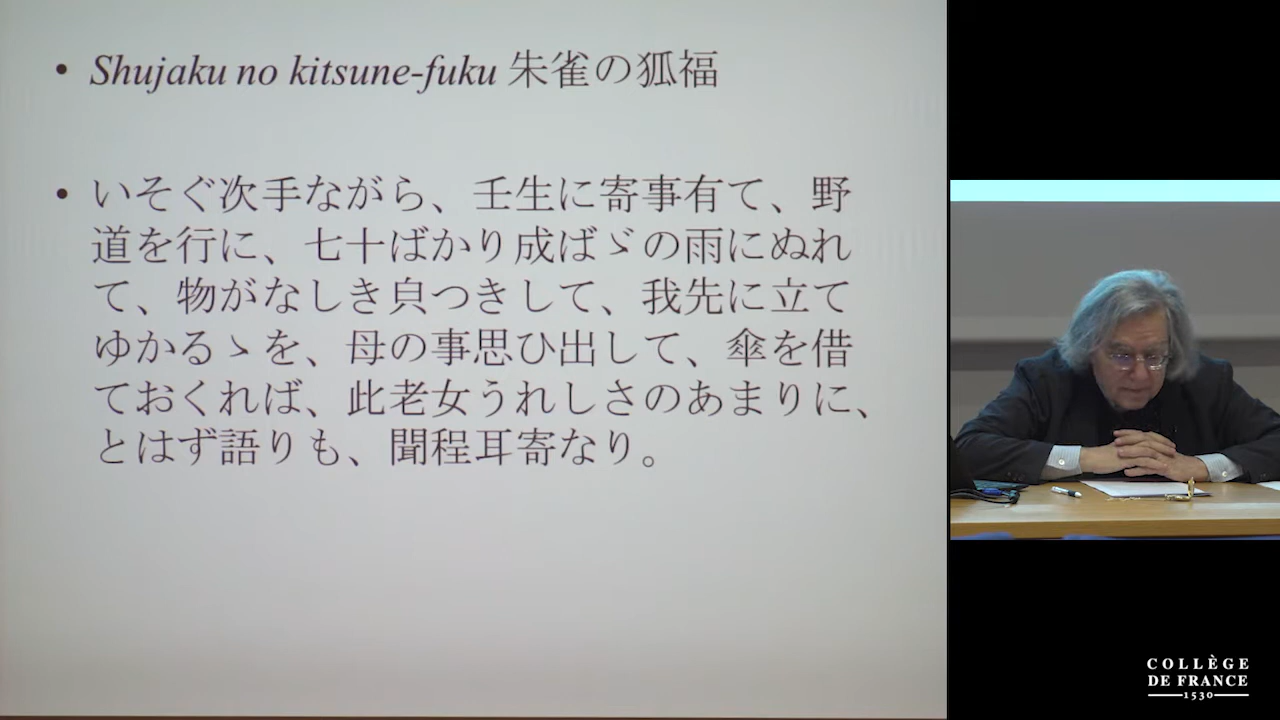 • Shujaku no kitsune-fuku 朱雀の狐福
• いそぐ次手ながら、壬生に寄事有て、野
道を行に、七十ばかり成ばゞの雨にぬれ
て、物がなしき㒵つきして、我先に立て
ゆかるゝを、母の事思ひ出して、傘を借
ておくれば、此老女うれしさのあまりに、
とはず語りも、聞程耳寄なり。
COLLÈGE
DE FRANCE
1530